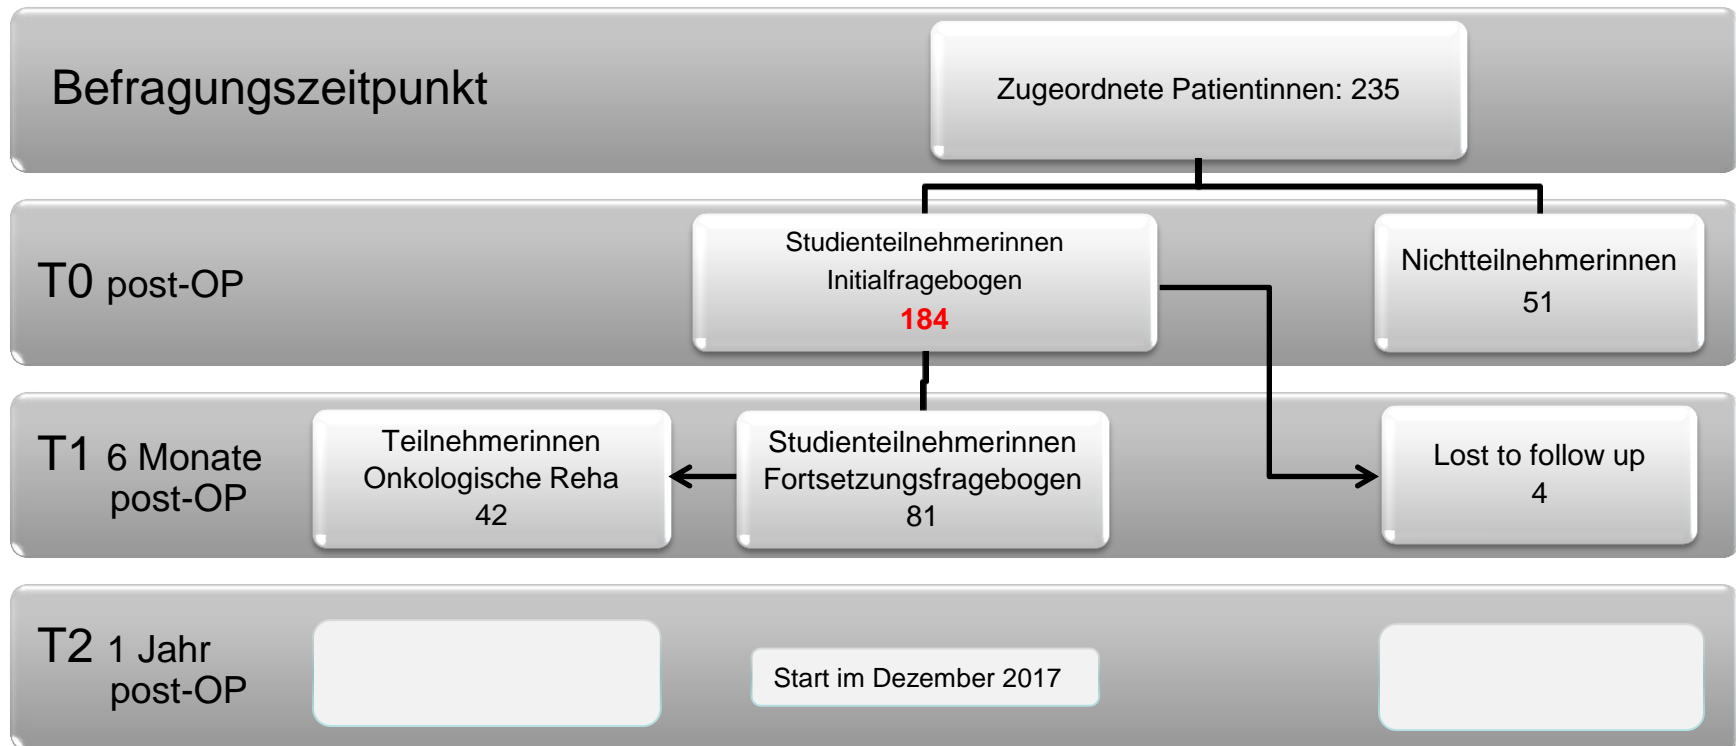 Befragungszeitpunkt
Zugeordnete Patientinnen: 235
T0 post-OP
Studienteilnehmerinnen
Initialfragebogen
184
Nichtteilnehmerinnen
51
T1 6 Monate
post-OP
Teilnehmerinnen
Onkologische Reha
42
Studienteilnehmerinnen
Fortsetzungsfragebogen
81
Lost to follow up
4
T2 1 Jahr
post-OP
Start im Dezember 2017